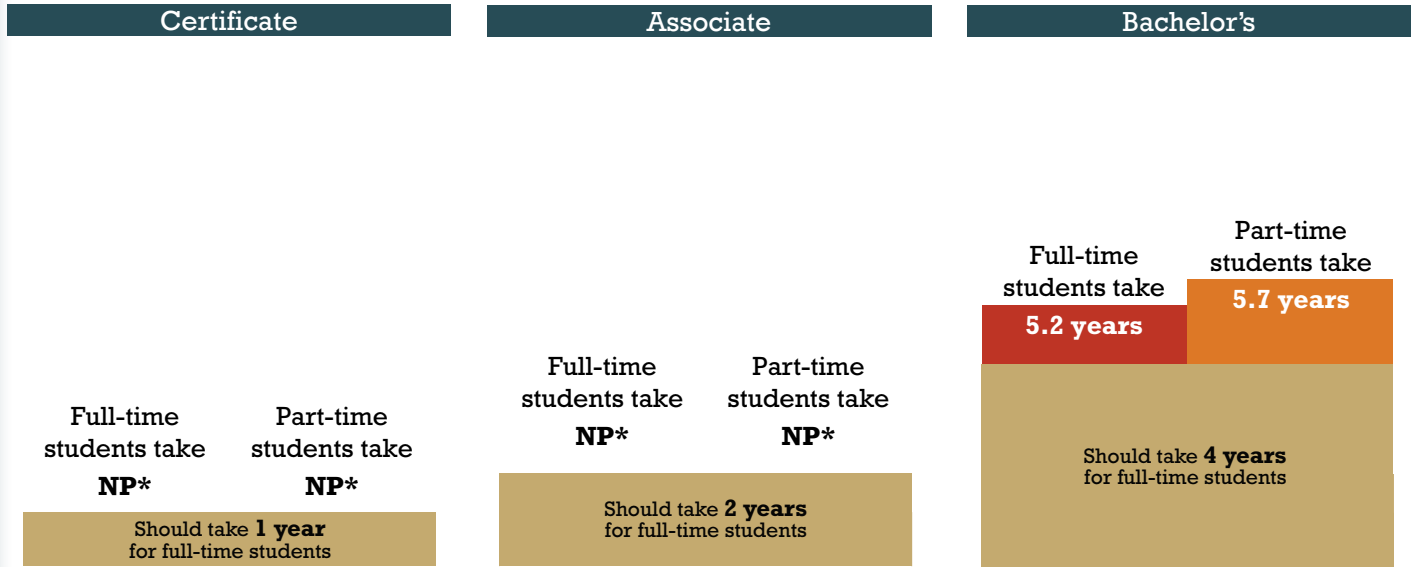 Certificate
Full-time
students take
NP*
Part-time
students take
NP*
Should take 1 year
for full-time students
Associate
Full-time
students take
NP*
Part-time
students take
NP*
Should take 2 years
for full-time students
Bachelor's
Full-time
students take
5.2 years
Part-time
students take
5.7 years
Should take 4 years
for full-time students